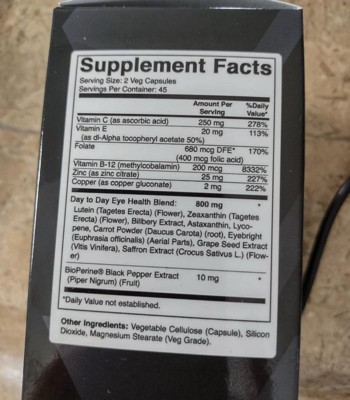 Supplement Facts
Serving Size: 2 Veg Capsules
Servings Per Container: 45
Amount Per Serving %Daily Value*
Vitamin C (as ascorbic acid) 250 mg 278%
Vitamin E 20 mg 113%
(as dl-Alpha tocopheryl acetate 50%)
Folate 680 mcg DFE* 170%
(400 mcg folic acid)
Vitamin B-12 (methylcobalamin) 200 mcg 8332%
Zinc (as zinc citrate) 25 mg 227%
Copper (as copper gluconate) 2 mg 222%
Day to Day Eye Health Blend: 800 mg *
Lutein (Tagetes Erecta) (Flower), Zeaxanthin (Tagetes
Erecta) (Flower), Bilberry Extract, Astaxanthin, Lyco-
pene, Carrot Powder (Daucus Carota) (root), Eyebright
(Euphrasia officinalis) (Aerial Parts), Grape Seed Extract
(Vitis Vinifera), Saffron Extract (Crocus Sativus L.) (Flow-
er)
BioPerine® Black Pepper Extract 10 mg *
(Piper Nigrum) (Fruit)
*Daily Value not established.
Other Ingredients: Vegetable Cellulose (Capsule), Silicon
Dioxide, Magnesium Stearate (Veg Grade).